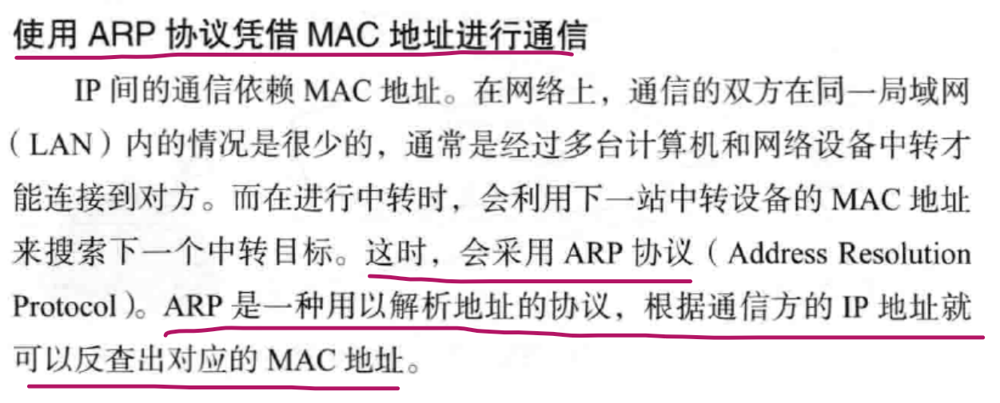 使用 ARP 协议凭借 MAC 地址进行通信
IP 间的通信依赖 MAC 地址。在网络上，通信的双方在同一局域网
（LAN）内的情况是很少的，通常是经过多台计算机和网络设备中转才
能连接到对方。而在进行中转时，会利用下一站中转设备的 MAC 地址
来搜索下一个中转目标。这时，会采用 ARP 协议（Address Resolution
Protocol）。ARP 是一种用以解析地址的协议，根据通信方的 IP 地址就
可以反查出对应的 MAC 地址。